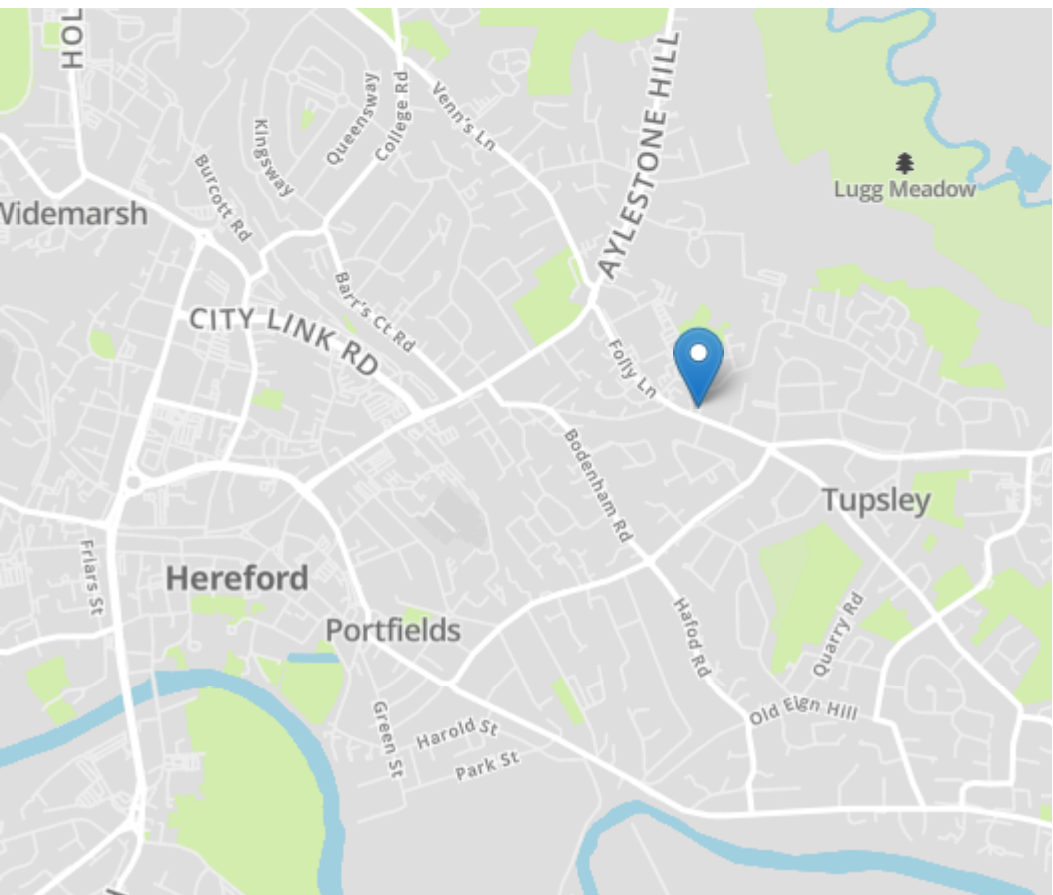 HOL
Queensway
College Rd
Venn's Ln
AYLESTONE HILL
Kingsway
Burcott Rd
Lugg Meadow
Widemarsh
Barr's Ct Rd
CITY LINK RD
Folly Ln
Bodenham Rd
Tupsley
Friars St
Hereford
Portfields
Hafod Rd
Quarry Rd
Old Eign Hill
Green St
Harold St
Park St